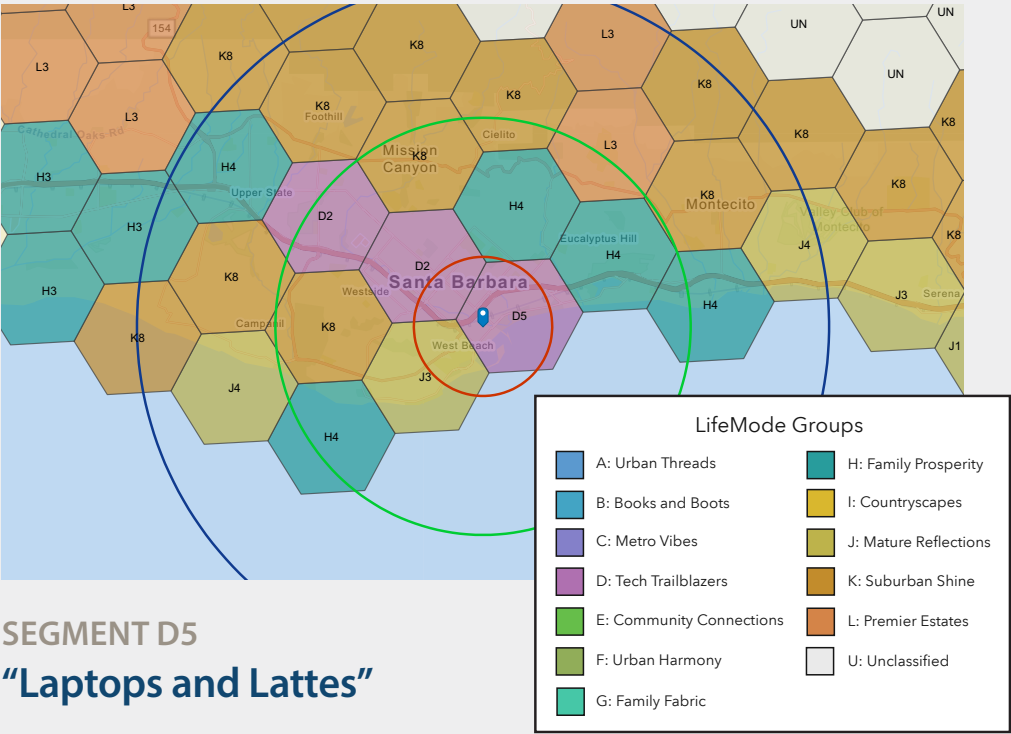 L3
154
K8
K8
L3
UN
UN
L3
K8
UN
L3
K8
Foothill
K8
K8
K8
K8
Cathedral Oaks Rd
Cielito
L3
Mission
Canyon
K8
H3
H4
Upper State
K8
Montecito
K8
H4
D2
Valley Club of
Montecito
H3
Eucalyptus Hill
H4
J4
K8
D2
Santa Barbara
K8
H3
Westside
H4
J3
Serena
Campanil
K8
D5
K8
West Beach
J1
J4
J3
H4
LifeMode Groups
A: Urban Threads
B: Books and Boots
C: Metro Vibes
D: Tech Trailblazers
E: Community Connections
F: Urban Harmony
G: Family Fabric
H: Family Prosperity
I: Countryscapes
J: Mature Reflections
K: Suburban Shine
L: Premier Estates
U: Unclassified
SEGMENT D5
“Laptops and Lattes”